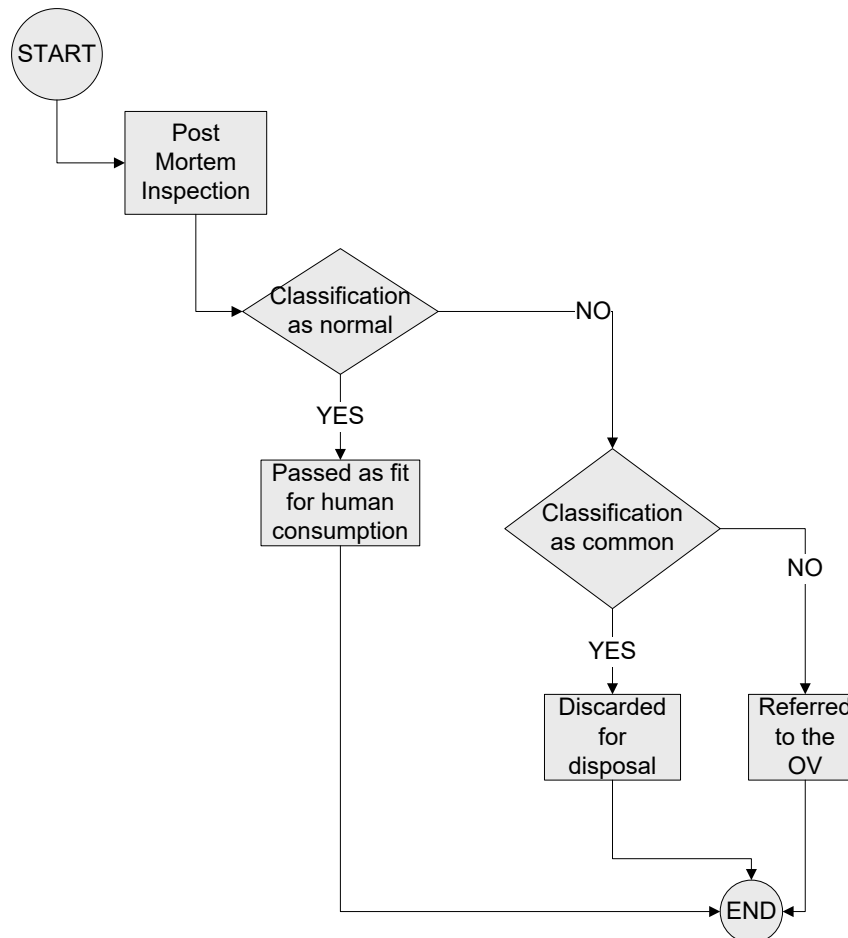 START
Post
Mortem
Inspection
Classification
as normal
NO
YES
Passed as fit
for human
consumption
Classification
as common
NO
YES
Discarded
for
disposal
Referred
to the
OV
END